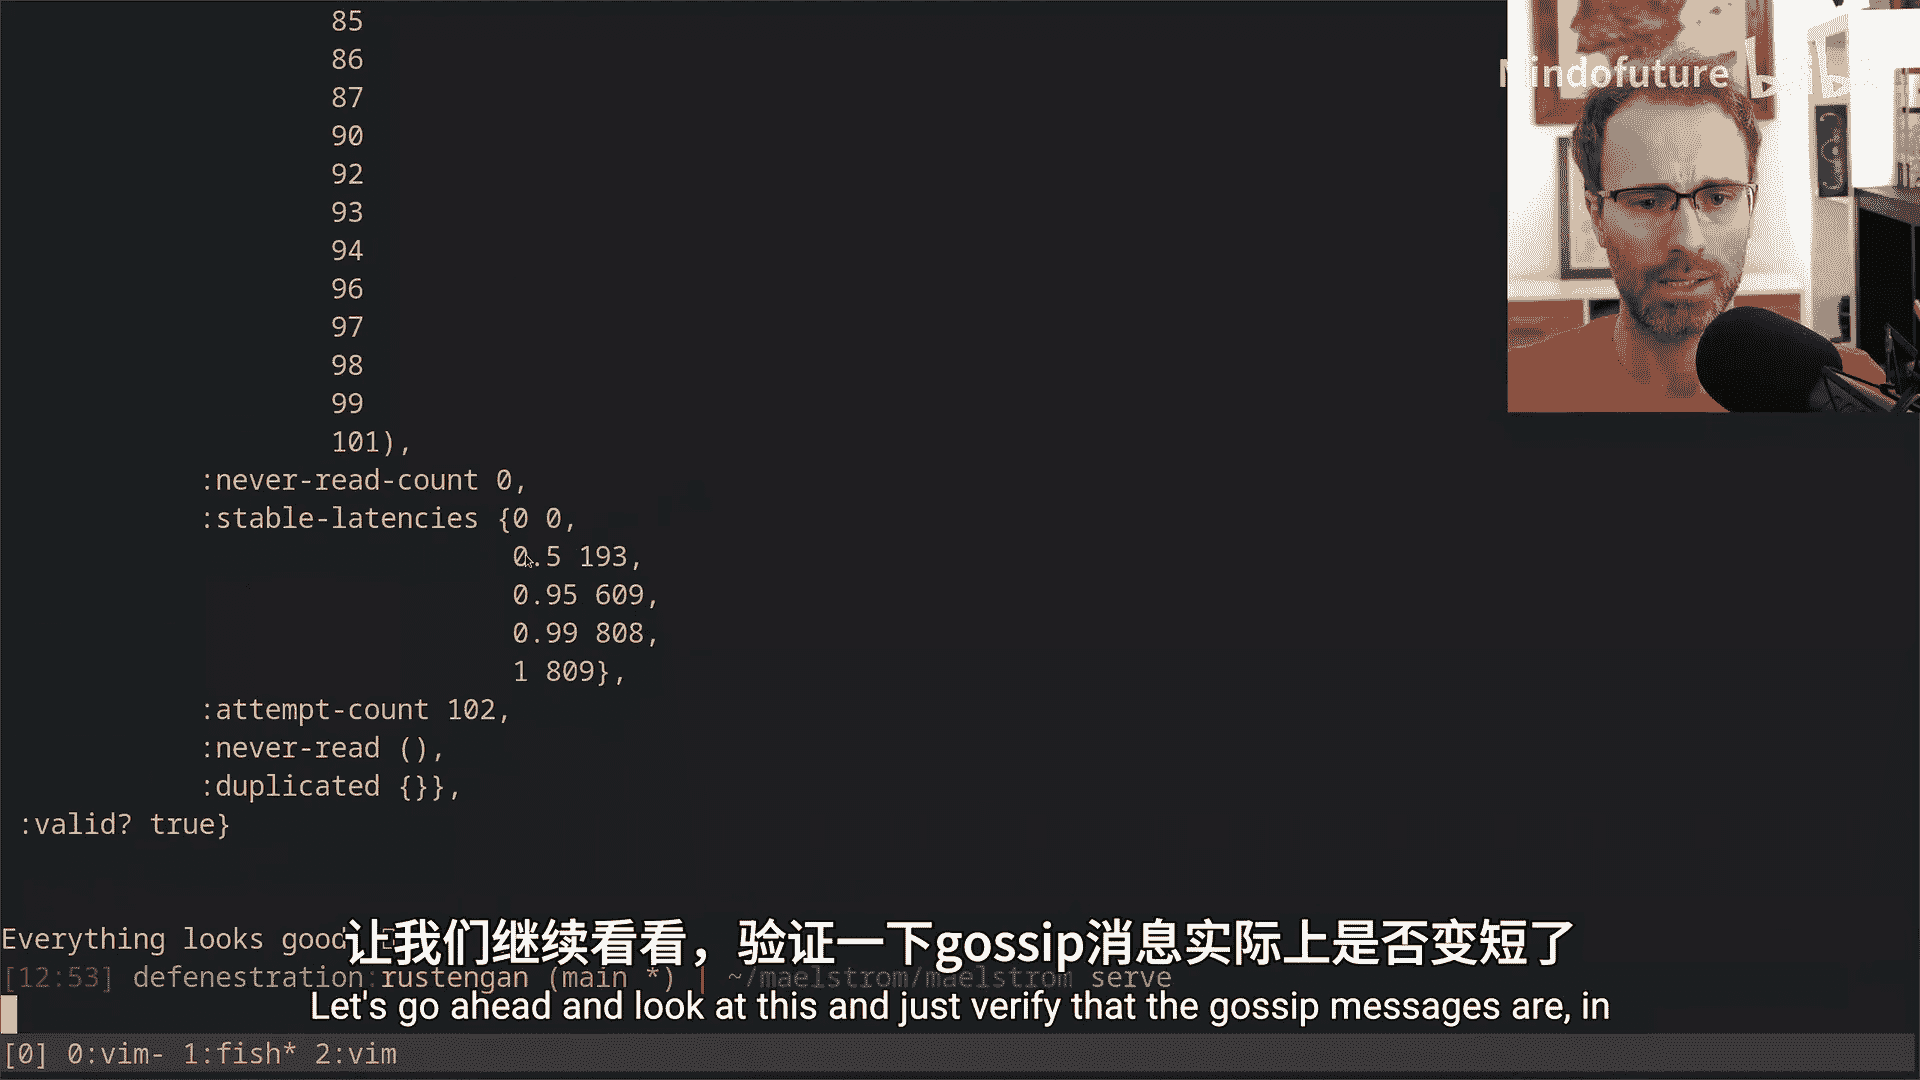 85
86
87
90
92
93
94
96
97
98
99
101),
:never-read-count 0,
:stable-latencies {0 0,
0.5 193,
0.95 609,
0.99 808,
1 809},
:attempt-count 102,
:never-read (),
:duplicated {}},
:valid? true}
Mindofuture
Everything looks good
让我们继续看看，验证一下gossip消息实际上是否变短了
[12:53] defenestration:rustengan (main *) | ~/maelstrom/maelstrom serve
Let's go ahead and look at this and just verify that the gossip messages are, in
[0] 0:vim- 1:fish* 2:vim